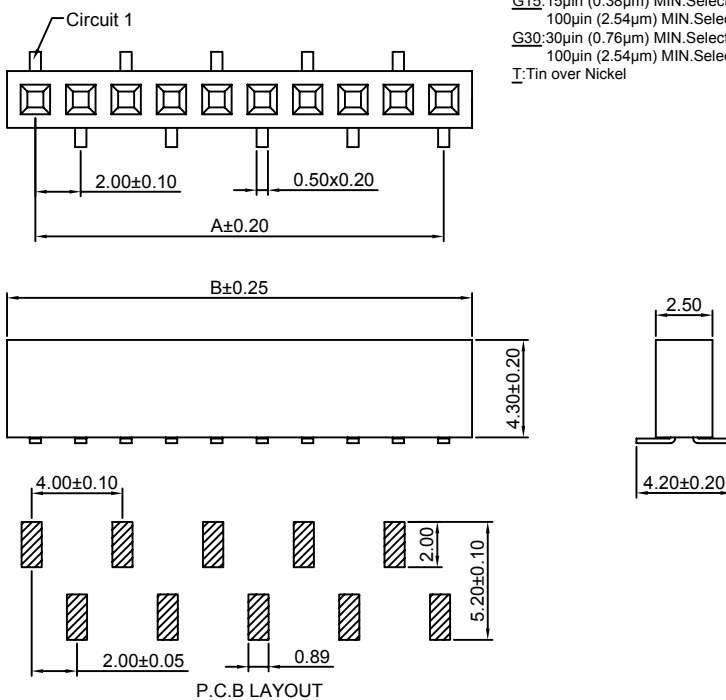 G15:15μin (0.38μm) MIN.Select
100μin (2.54μm) MIN.Sele
G30:30μin (0.76μm) MIN.Select
100μin (2.54μm) MIN.Sele
T:Tin over Nickel
Circuit 1
2.00±0.10
0.50x0.20
A±0.20
B±0.25
2.50
4.30±0.20
4.20±0.20
4.00±0.10
2.00
5.20±0.10
2.00±0.05
0.89
P.C.B LAYOUT